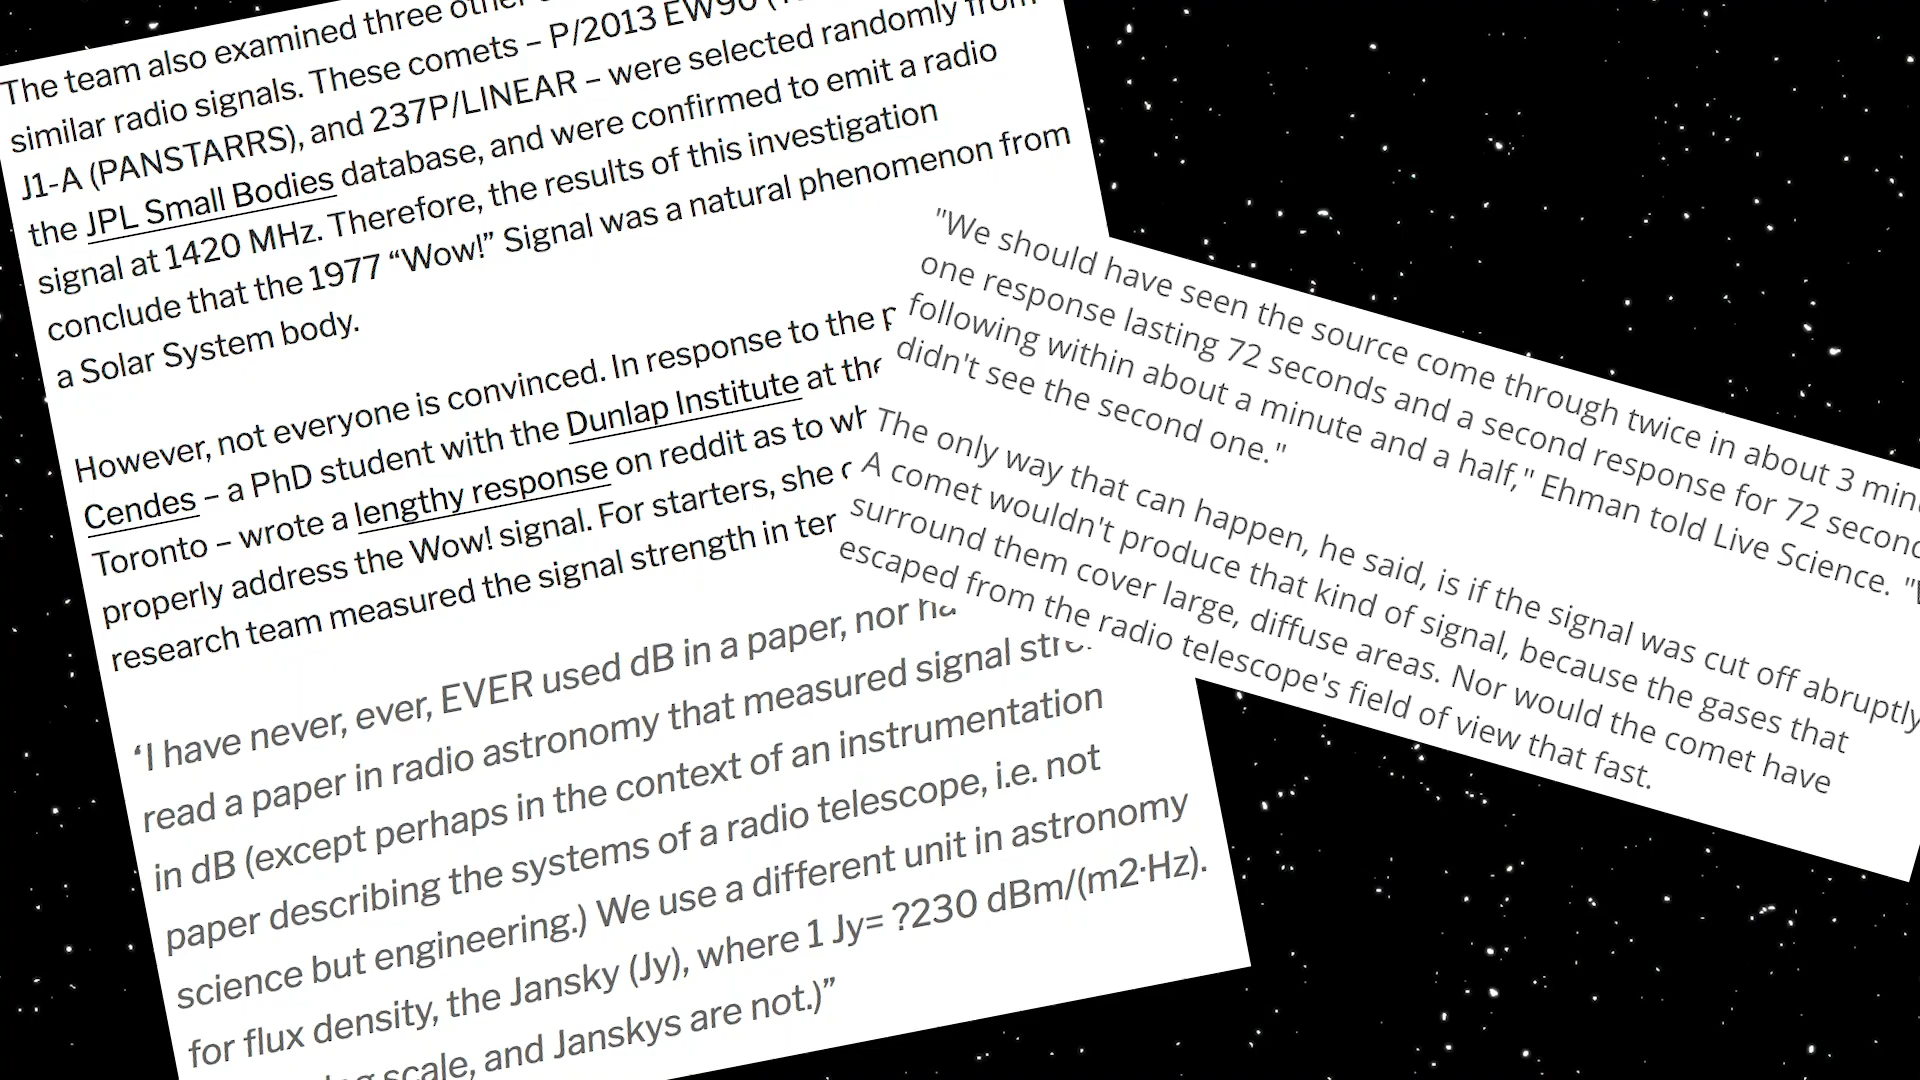 The team also examined three other
similar radio signals. These comets – P/2013 EW90
J1-A (PANSTARRS), and 237P/LINEAR – were selected randomly from
the JPL Small Bodies database, and were confirmed to emit a radio
signal at 1420 MHz. Therefore, the results of this investigation
conclude that the 1977 “Wow!” Signal was a natural phenomenon from
a Solar System body.
However, not everyone is convinced. In response to the
Cendes – a PhD student with the Dunlap Institute at the
Toronto – wrote a lengthy response on reddit as to
properly address the Wow! signal. For starters, she
research team measured the signal strength in
‘I have never, ever, EVER used dB in a paper, nor
read a paper in radio astronomy that measured signal
in dB (except perhaps in the context of an instrumentation
paper describing the systems of a radio telescope, i.e. not
science but engineering.) We use a different unit in astronomy
for flux density, the Jansky (Jy), where 1 Jy= ?230 dBm/(m2·Hz).
scale, and Janskys are not.)”
"We should have seen the source come through twice in about 3
one response lasting 72 seconds and a second response for 72
following within about a minute and a half," Ehman told Live Science.
didn't see the second one."
The only way that can happen, he said, is if the signal was cut off abruptly
A comet wouldn't produce that kind of signal, because the gases that
surround them cover large, diffuse areas. Nor would the comet have
escaped from the radio telescope's field of view that fast.